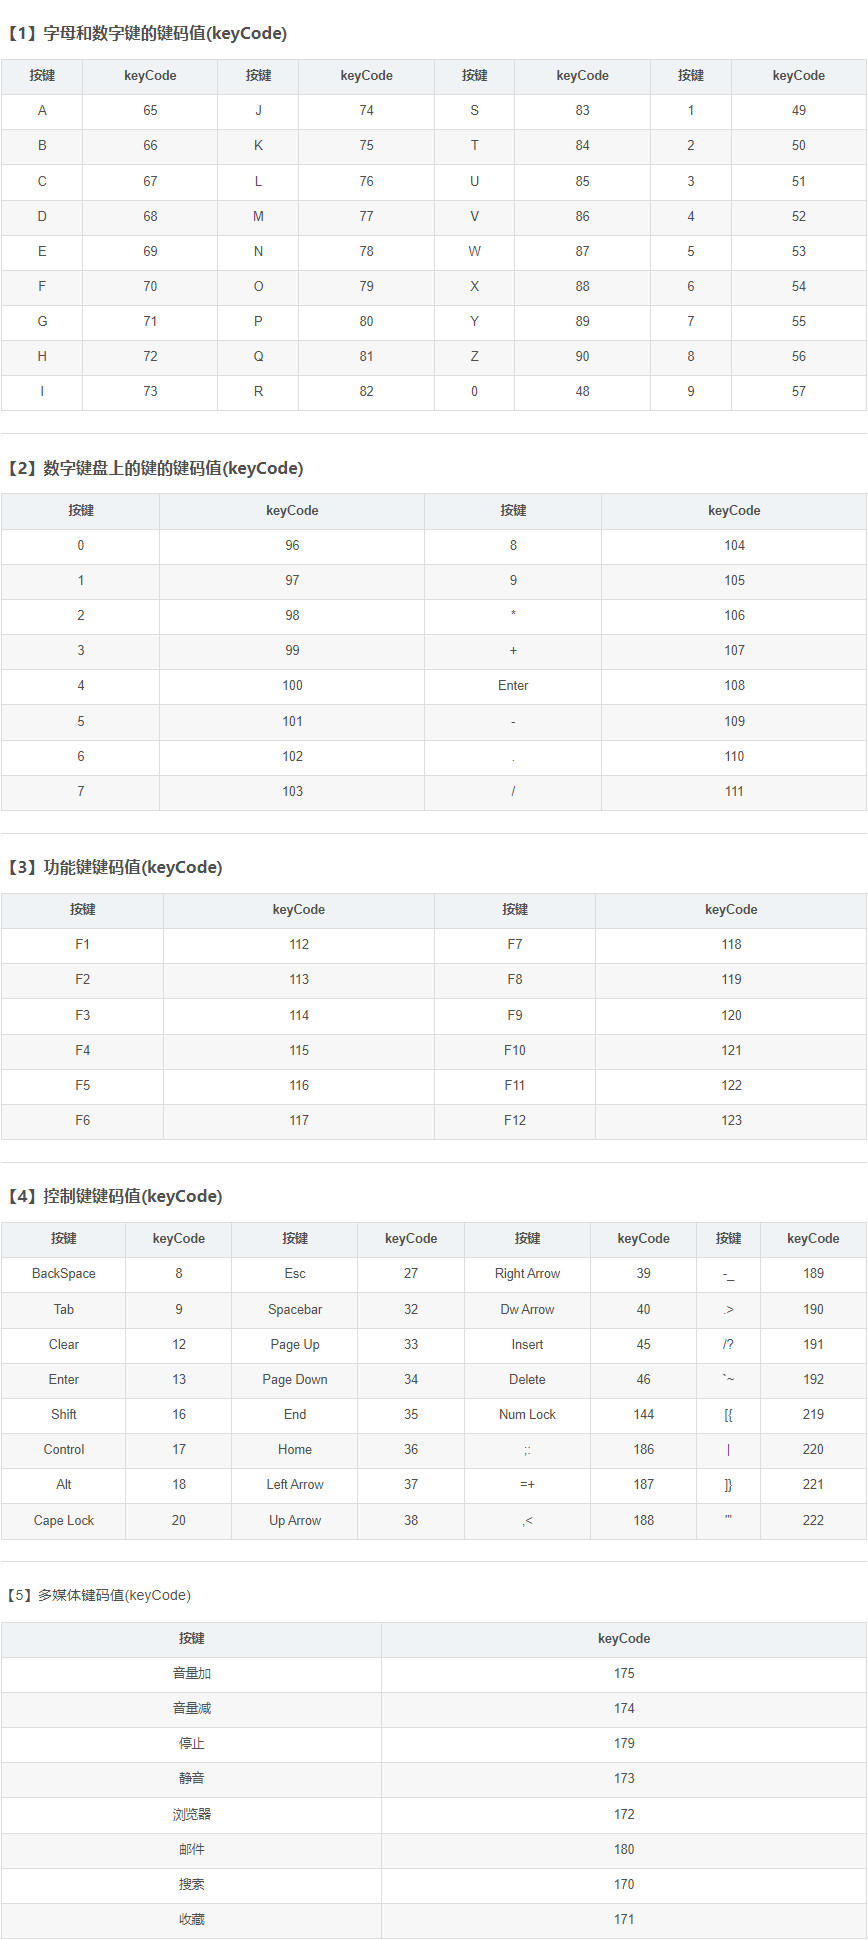 【1】字母和数字键的键码值(keyCode)
按键 keyCode 按键 keyCode 按键 keyCode 按键 keyCode
A 65 J 74 S 83 1 49
B 66 K 75 T 84 2 50
C 67 L 76 U 85 3 51
D 68 M 77 V 86 4 52
E 69 N 78 W 87 5 53
F 70 O 79 X 88 6 54
G 71 P 80 Y 89 7 55
H 72 Q 81 Z 90 8 56
I 73 R 82 0 48 9 57
【2】数字键盘上的键的键码值(keyCode)
按键 keyCode 按键 keyCode
0 96 8 104
1 97 9 105
2 98 * 106
3 99 + 107
4 100 Enter 108
5 101 - 109
6 102 . 110
7 103 / 111
【3】功能键键码值(keyCode)
按键 keyCode 按键 keyCode
F1 112 F7 118
F2 113 F8 119
F3 114 F9 120
F4 115 F10 121
F5 116 F11 122
F6 117 F12 123
【4】控制键键码值(keyCode)
按键 keyCode 按键 keyCode 按键 keyCode 按键 keyCode
BackSpace 8 Esc 27 Right Arrow 39 -_ 189
Tab 9 Spacebar 32 Dw Arrow 40 .> 190
Clear 12 Page Up 33 Insert 45 /? 191
Enter 13 Page Down 34 Delete 46 `~ 192
Shift 16 End 35 Num Lock 144 [{ 219
Control 17 Home 36 ;: 186 | 220
Alt 18 Left Arrow 37 =+ 187 ]} 221
Cape Lock 20 Up Arrow 38 ,< 188 '" 222
【5】多媒体键码值(keyCode)
按键 keyCode
音量加 175
音量减 174
停止 179
静音 173
浏览器 172
邮件 180
搜索 170
收藏 171